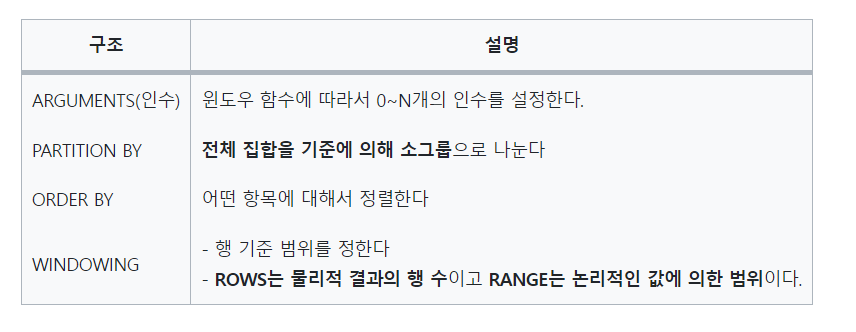 구조 설명
ARGUMENTS(인수) 윈도우 함수에 따라서 0~N개의 인수를 설정한다.
PARTITION BY 전체 집합을 기준에 의해 소그룹으로 나눈다
ORDER BY 어떤 항목에 대해서 정렬한다
WINDOWING - 행 기준 범위를 정한다
- ROWS는 물리적 결과의 행 수이고 RANGE는 논리적인 값에 의한 범위이다.